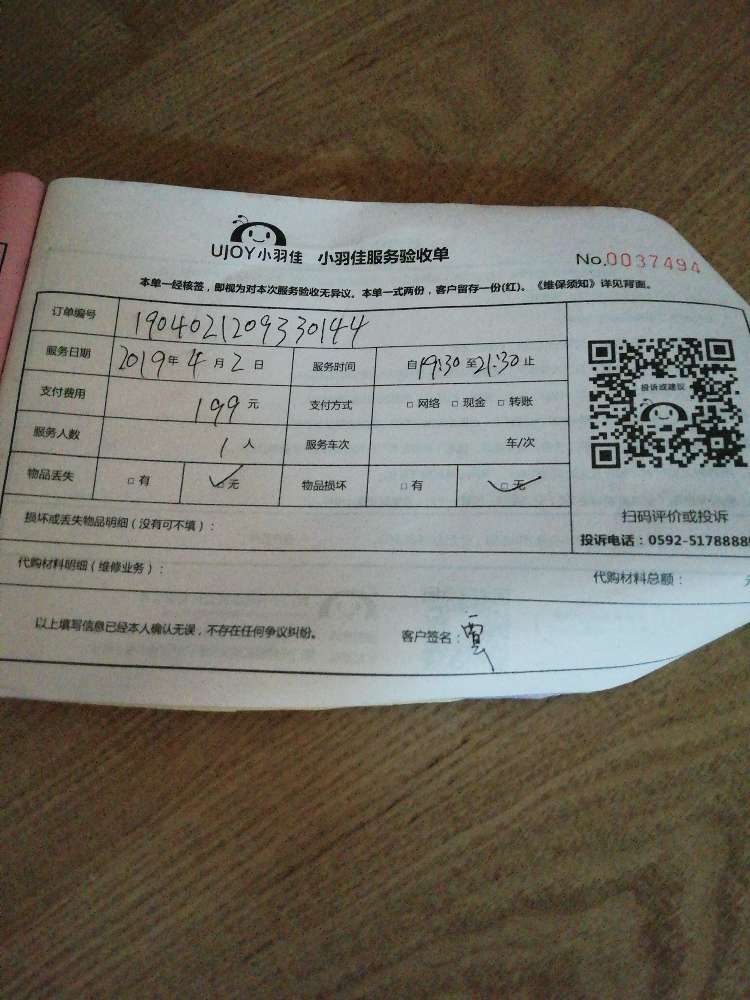 UJOY小羽佳 小羽佳服务验收单 No.0037494
本单一经核签，即视为对本次服务验收无异议。本单一式两份，客户留存一份(红)。《维保须知》详见背面。
订单编号 1904021209330144
服务日期 2019年4月2日 服务时间 自19:30至21:30止
支付费用 199元 支付方式 □网络 □现金 □转账
服务人数 1人 服务车次 车/次
物品丢失 □有 □无 物品损坏 □有 □无
投诉或建议
扫码评价或投诉
投诉电话：0592-5178888
损坏或丢失物品明细（没有可不填）：
代购材料明细（维修业务）： 代购材料总额：
以上填写信息已经本人确认无误，不存在任何争议纠纷。 客户签名：